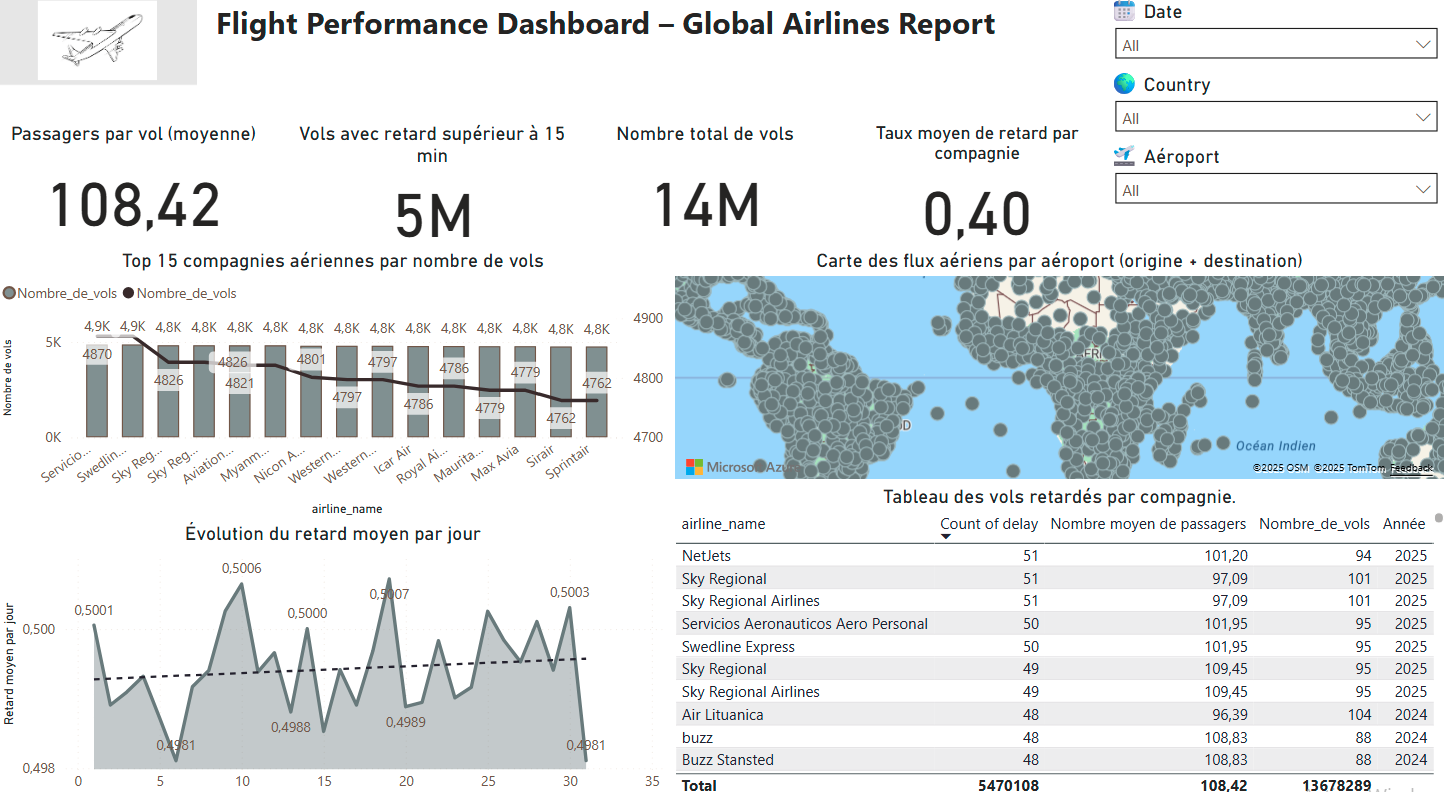 Flight Performance Dashboard – Global Airlines Report
Date
All
Country
All
Aéroport
All
Passagers par vol (moyenne)
108,42
Vols avec retard supérieur à 15
min
5M
Nombre total de vols
14M
Taux moyen de retard par
compagnie
0,40
Top 15 compagnies aériennes par nombre de vols
Nombre_de_vols Nombre_de_vols
Nombre de vols
5K
0K
4,9K 4,9K 4,8K 4,8K 4,8K 4,8K 4,8K 4,8K 4,8K 4,8K 4,8K 4,8K 4,8K 4,8K 4,8K
4870 4826 4826 4821 4801 4797 4797 4786 4786 4779 4779 4762 4762
4900
4800
4700
Servicio... Swedlin... Sky Reg... Sky Reg... Aviation... Myanm... Nicon A... Western... Western... Icar Air Royal Ai... Maurita... Max Avia Sirair Sprintair
airline_name
Carte des flux aériens par aéroport (origine + destination)
Océan Indien
Microsoft Azu
©2025 OSM ©2025 TomTom Feedback
Évolution du retard moyen par jour
Retard moyen par jour
0,500
0,498
0,5001 0,4981 0,5006 0,4988 0,5000 0,5007 0,4989 0,5003 0,4981
0 5 10 15 20 25 30 35
Tableau des vols retardés par compagnie.
airline_name Count of delay Nombre moyen de passagers Nombre_de_vols Année
NetJets 51 101,20 94 2025
Sky Regional 51 97,09 101 2025
Sky Regional Airlines 51 97,09 101 2025
Servicios Aeronauticos Aero Personal 50 101,95 95 2025
Swedline Express 50 101,95 95 2025
Sky Regional 49 109,45 95 2025
Sky Regional Airlines 49 109,45 95 2025
Air Lituanica 48 96,39 104 2024
buzz 48 108,83 88 2024
Buzz Stansted 48 108,83 88 2024
Total 5470108 108,42 13678289